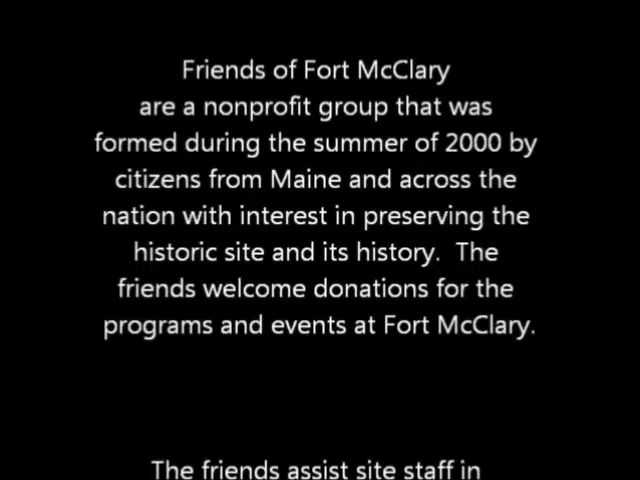 Friends of Fort McClary
are a nonprofit group that was
formed during the summer of 2000 by
citizens from Maine and across the
nation with interest in preserving the
historic site and its history.  The
friends welcome donations for the
programs and events at Fort McClary.
The friends assist site staff in